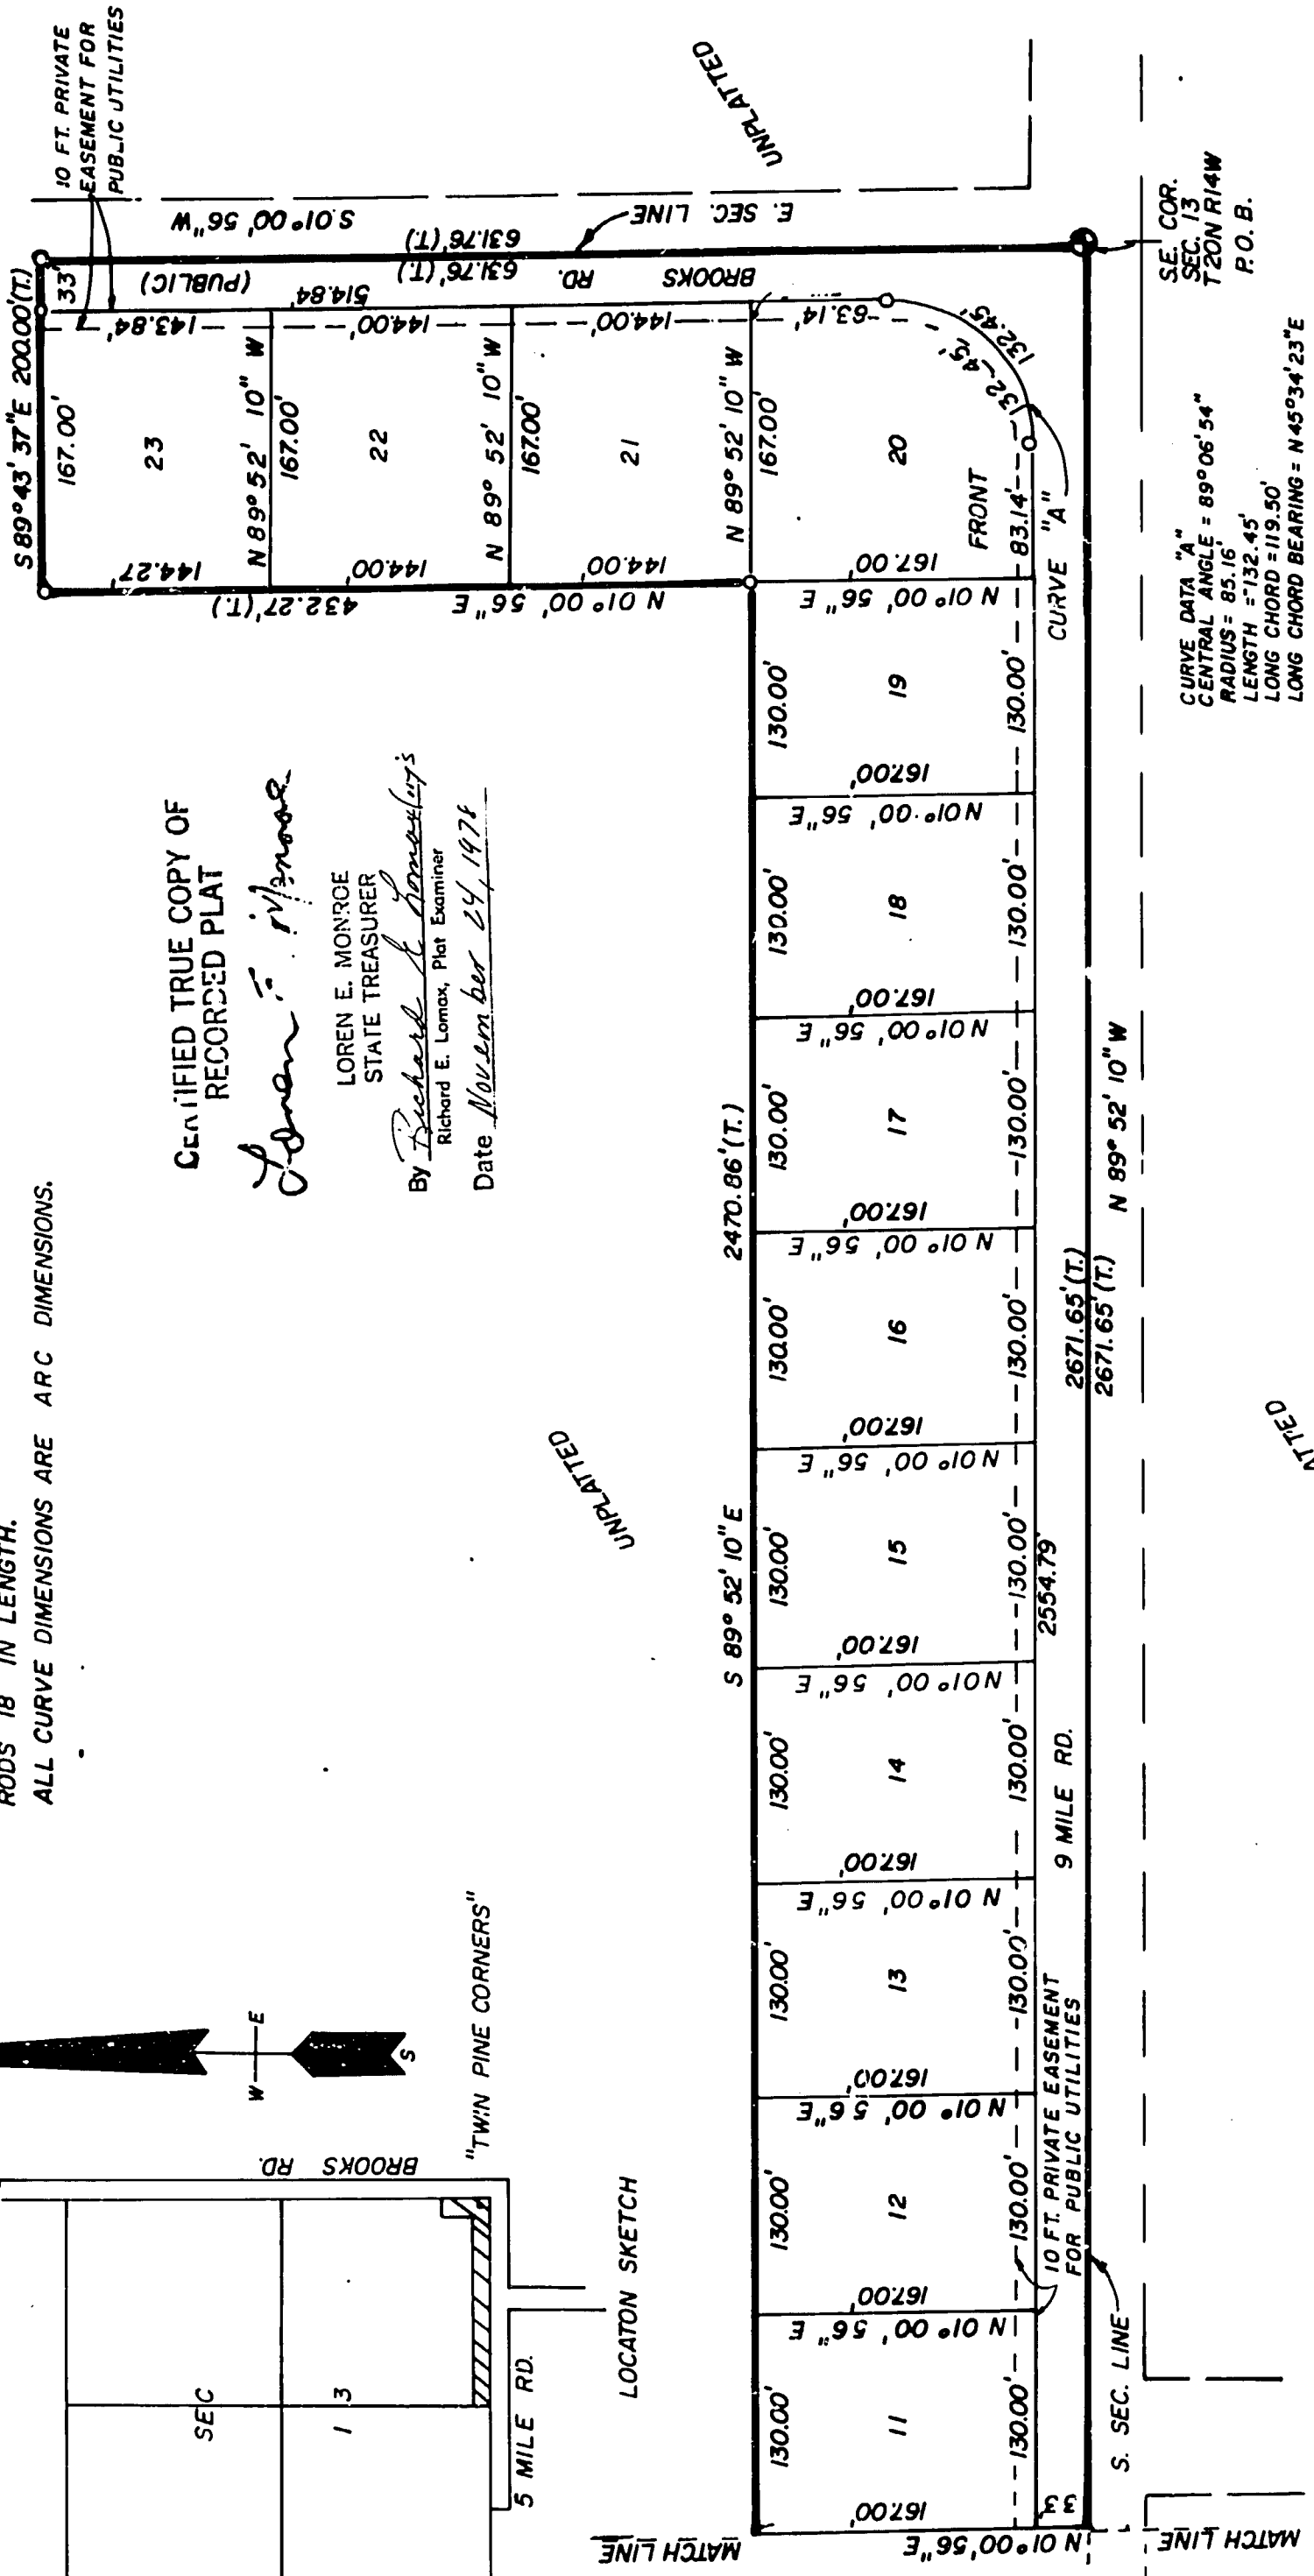 RODS 18" IN LENGTH.
ALL CURVE DIMENSIONS ARE ARC DIMENSIONS.
W E
S
SEC
1 3
BROOKS RD.
"TWIN PINE CORNERS"
5 MILE RD.
LOCATON SKETCH
CERTIFIED TRUE COPY OF
RECORDED PLAT
LOREN E. MONROE
STATE TREASURER
By Richard E. Lomax
Richard E. Lomax, Plat Examiner
Date November 24, 1978
UNPLATTED
S 89° 43' 37" E 200.00' (T.)
167.00'
33'
10 FT. PRIVATE
EASEMENT FOR
PUBLIC UTILITIES
144.27'
23
143.84'
(PUBLIC)
S.01° 00' 56" W
N 89° 52' 10" W
167.00'
432.27' (T.)
144.00'
22
144.00'
514.84'
631.76' (T.)
631.76' (T.)
N 89° 52' 10" W
167.00'
N 01° 00' 56" E
144.00'
21
144.00'
BROOKS RD.
E. SEC. LINE
UNPLATTED
N 89° 52' 10" W
167.00'
63.14'
20
167.00'
N 01° 00' 56" E
FRONT
83.14'
132.45'
132.45'
CURVE "A"
MATCH LINE
S 89° 52' 10" E
2470.86' (T.)
130.00'
130.00'
130.00'
130.00'
130.00'
130.00'
130.00'
130.00'
130.00'
11
12
13
14
15
16
17
18
19
167.00'
167.00'
167.00'
167.00'
167.00'
167.00'
167.00'
167.00'
167.00'
N 01° 00' 56" E
N 01° 00' 56" E
N 01° 00' 56" E
N 01° 00' 56" E
N 01° 00' 56" E
N 01° 00' 56" E
N 01° 00' 56" E
N 01° 00' 56" E
N 01° 00' 56" E
130.00'
130.00'
130.00'
130.00'
130.00'
130.00'
130.00'
130.00'
130.00'
33
10 FT. PRIVATE EASEMENT
FOR PUBLIC UTILITIES
9 MILE RD.
2554.79'
2671.65' (T.)
2671.65' (T.)
N 89° 52' 10" W
S. SEC. LINE
MATCH LINE
S.E. COR.
SEC. 13
T20N R14W
P.O.B.
CURVE DATA "A"
CENTRAL ANGLE = 89° 06' 54"
RADIUS = 85.16'
LENGTH = 132.45'
LONG CHORD = 119.50'
LONG CHORD BEARING = N 45° 34' 23" E